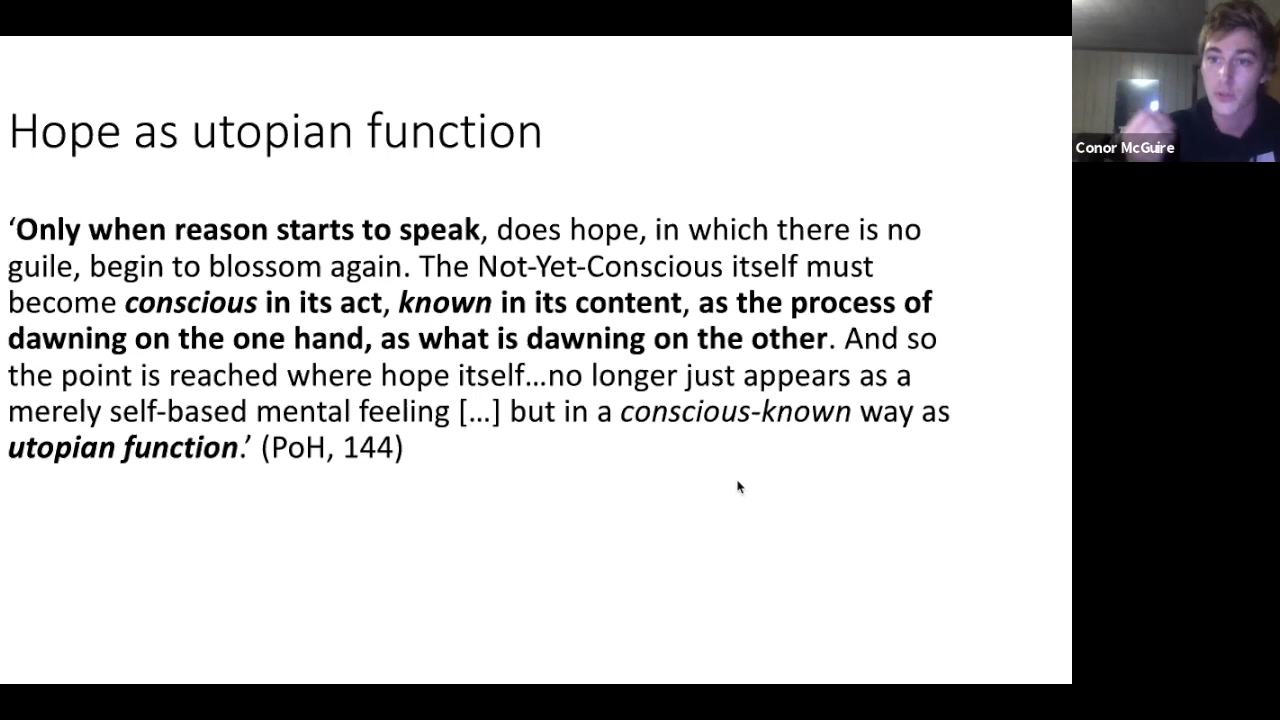 Hope as utopian function
‘Only when reason starts to speak, does hope, in which there is no
guile, begin to blossom again. The Not-Yet-Conscious itself must
become conscious in its act, known in its content, as the process of
dawning on the one hand, as what is dawning on the other. And so
the point is reached where hope itself…no longer just appears as a
merely self-based mental feeling […] but in a conscious-known way as
utopian function.’ (PoH, 144)
Conor McGuire